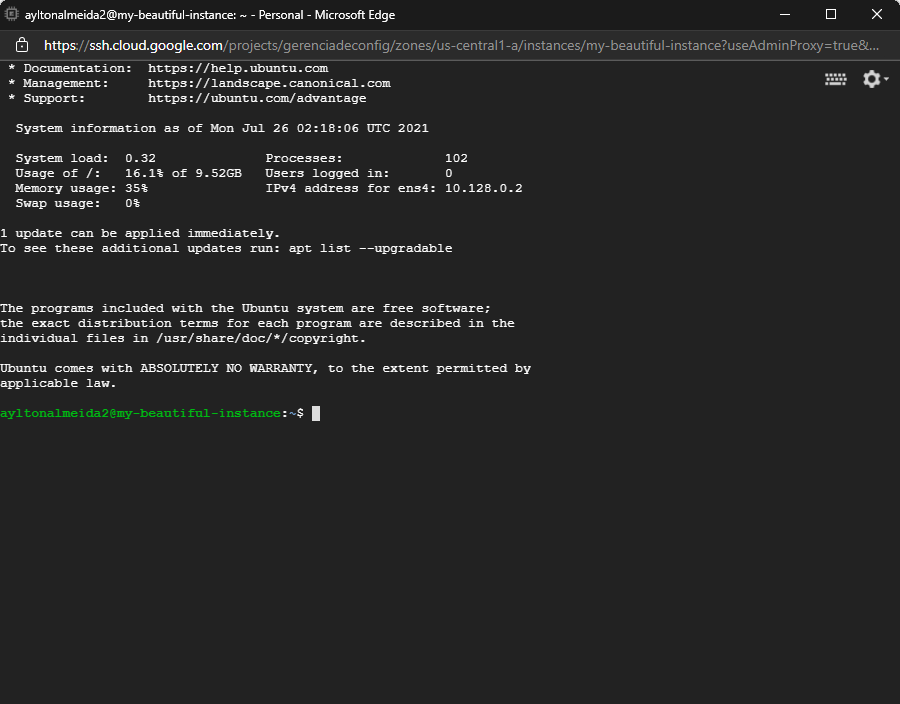 ayltonalmeida2@my-beautiful-instance: ~ - Personal - Microsoft Edge
https://ssh.cloud.google.com/projects/gerenciadeconfig/zones/us-central1-a/instances/my-beautiful-instance?useAdminProxy=true&...
* Documentation:  https://help.ubuntu.com
* Management:     https://landscape.canonical.com
* Support:        https://ubuntu.com/advantage
System information as of Mon Jul 26 02:18:06 UTC 2021
System load:  0.32              Processes:             102
Usage of /:   16.1% of 9.52GB   Users logged in:       0
Memory usage: 35%               IPv4 address for ens4: 10.128.0.2
Swap usage:   0%
1 update can be applied immediately.
To see these additional updates run: apt list --upgradable
The programs included with the Ubuntu system are free software;
the exact distribution terms for each program are described in the
individual files in /usr/share/doc/*/copyright.
Ubuntu comes with ABSOLUTELY NO WARRANTY, to the extent permitted by
applicable law.
ayltonalmeida2@my-beautiful-instance:~$